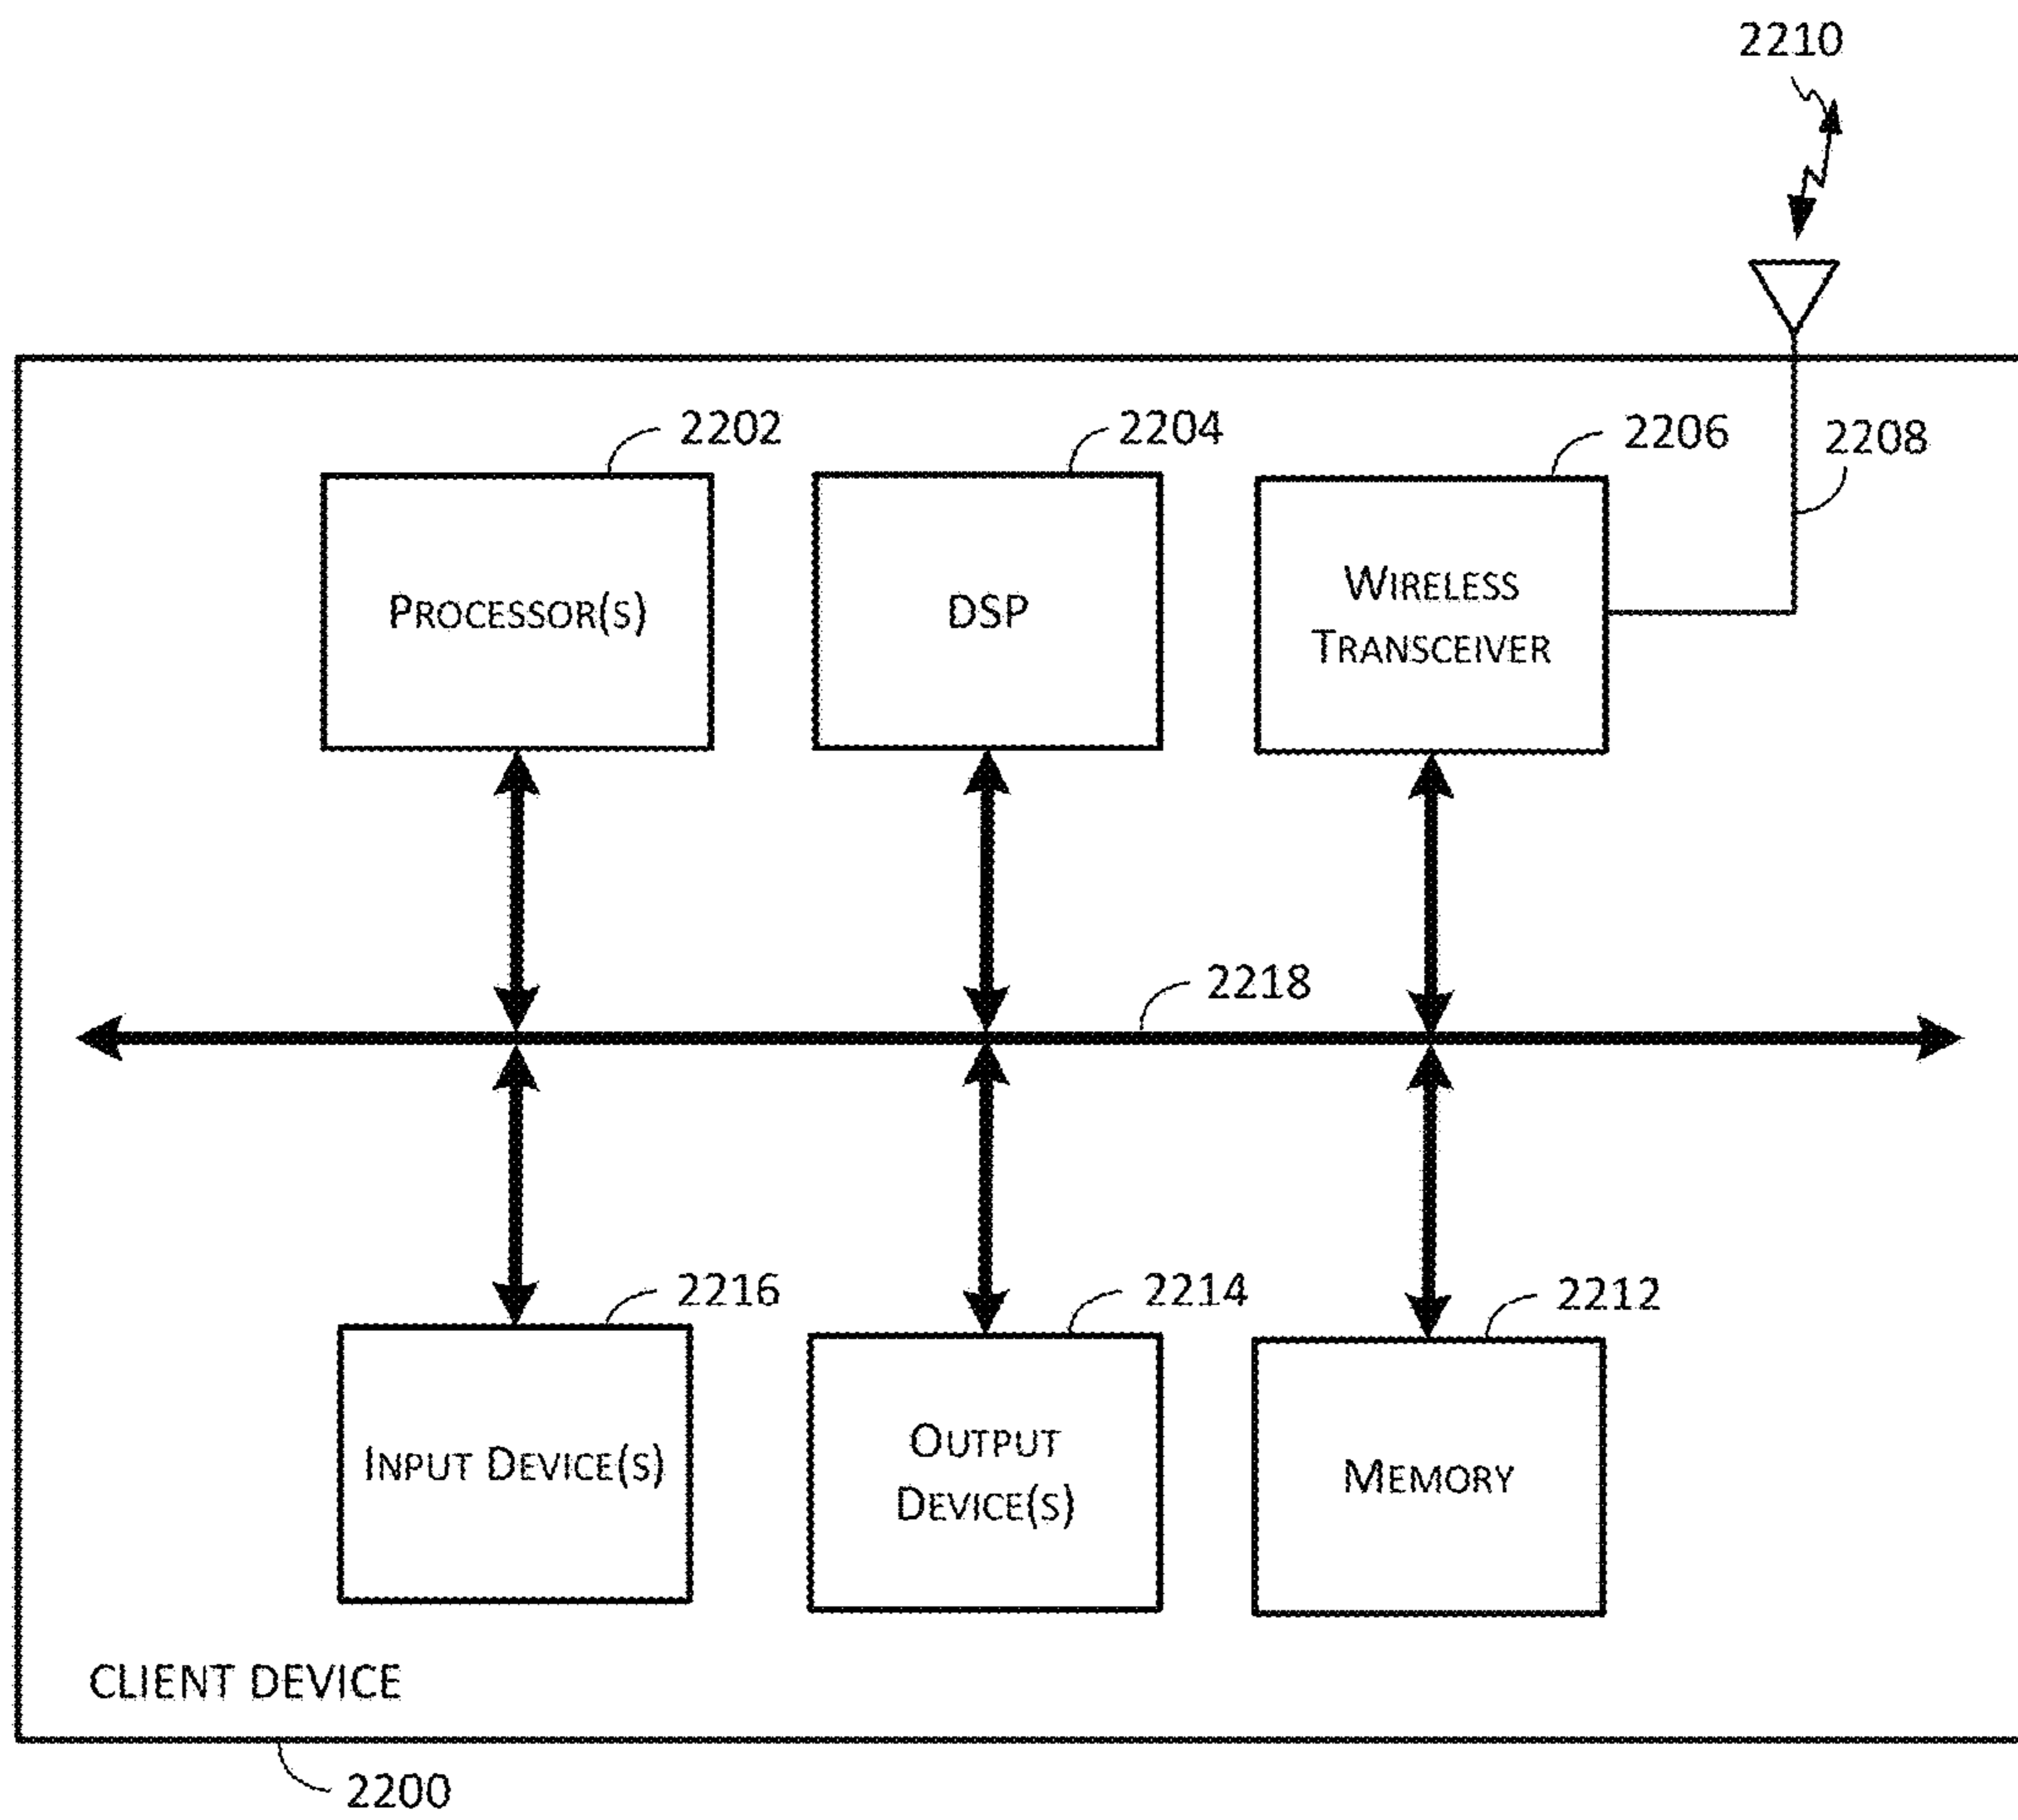 2210
2202
2204
2206
2208
PROCESSOR(S)
DSP
WIRELESS
TRANSCEIVER
2218
2216
2214
2212
INPUT DEVICE(S)
OUTPUT
DEVICE(S)
MEMORY
CLIENT DEVICE
2200